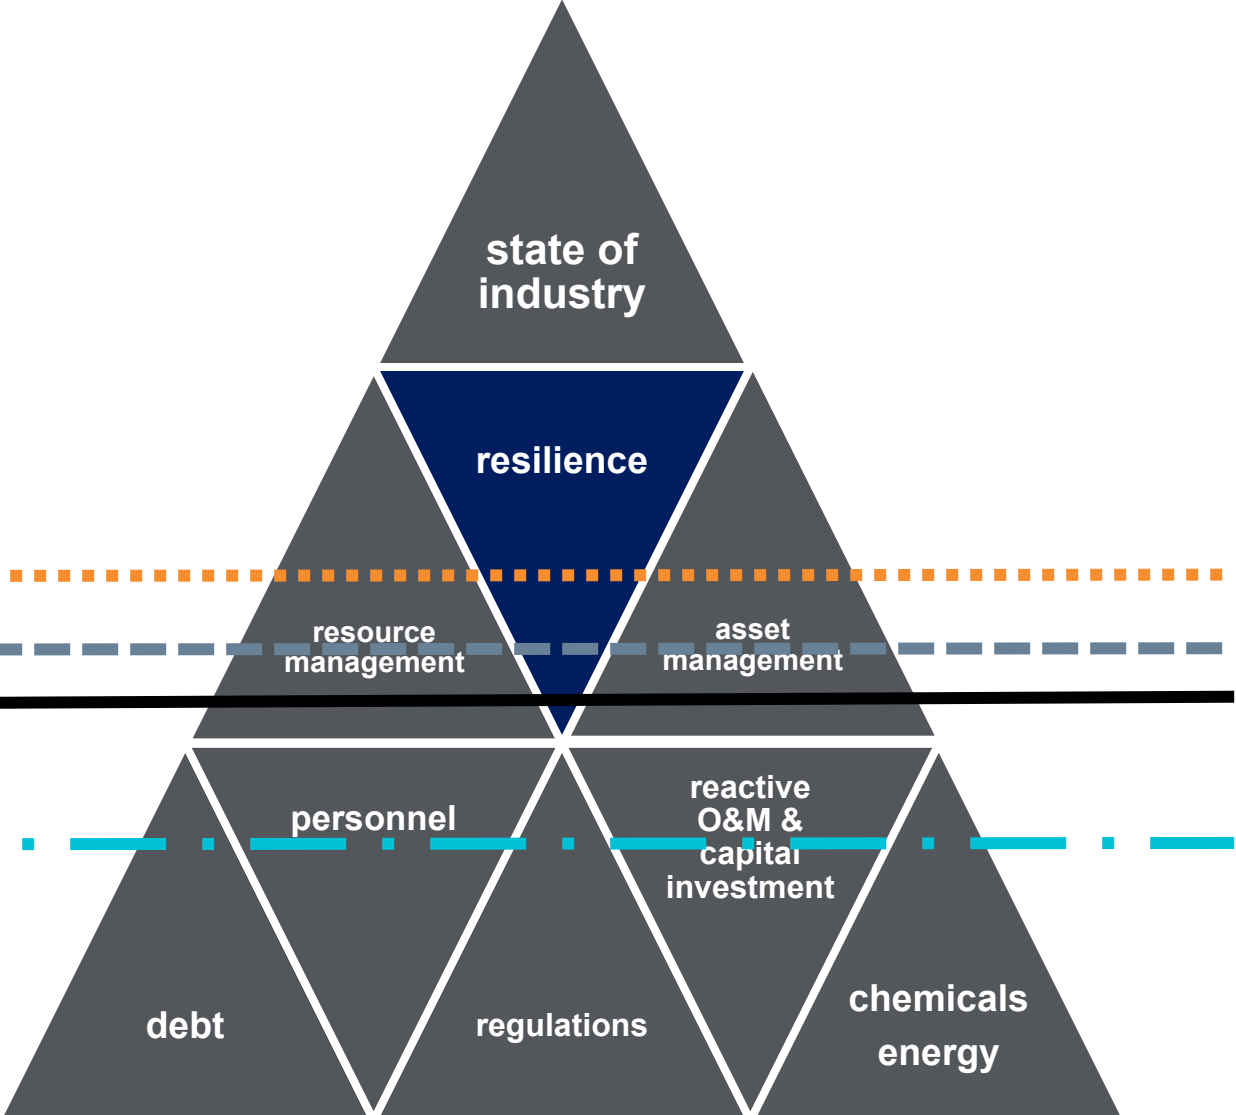 state of
industry
resilience
resource
management
asset
management
personnel
reactive
O&M &
capital
investment
debt
regulations
chemicals
energy